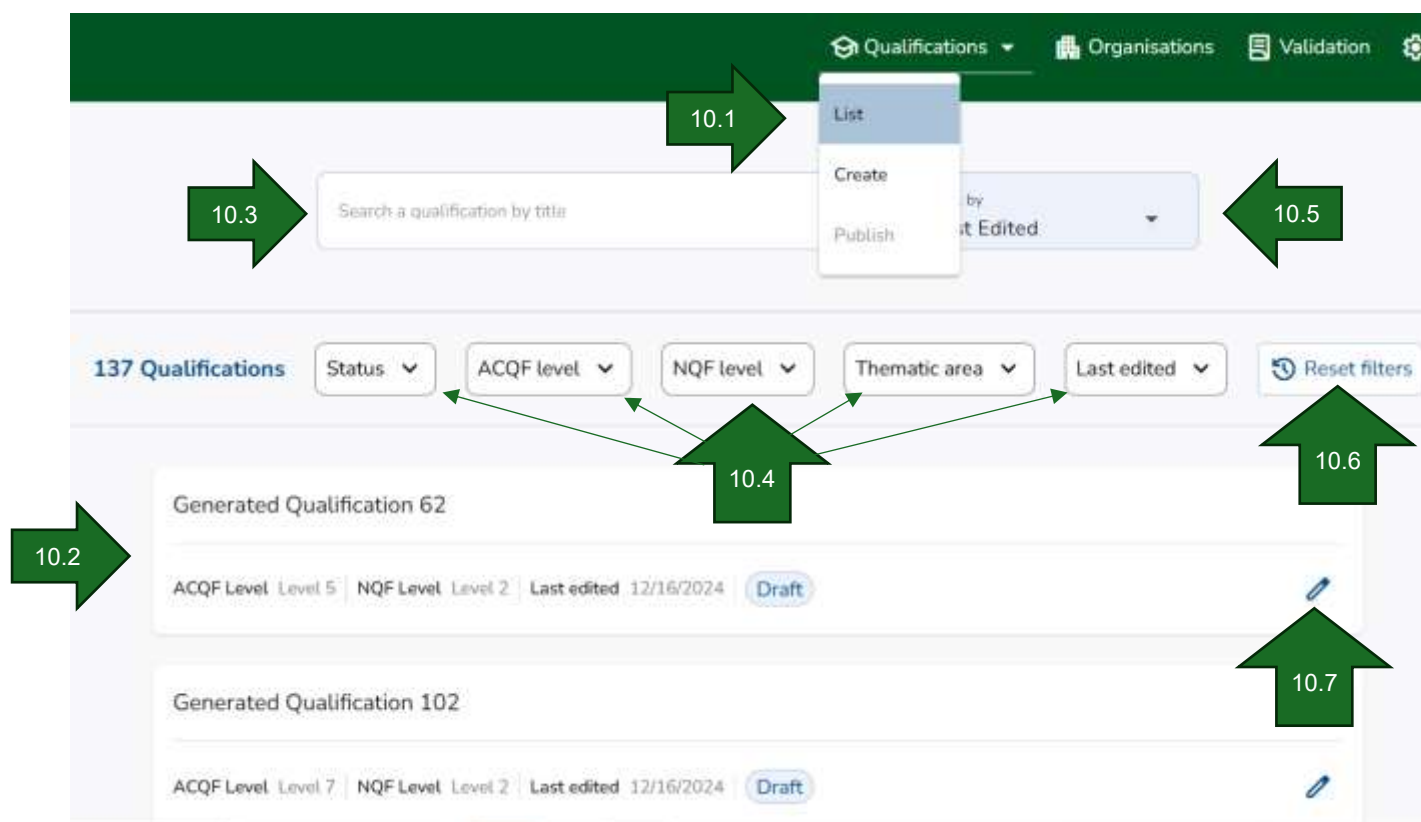 Qualifications Organisations Validation
10.1
List
Create
Publish
10.3
Search a qualification by title
by
t Edited
10.5
137 Qualifications Status ACQF level NQF level Thematic area Last edited Reset filters
10.4
10.6
Generated Qualification 62
10.2
ACQF Level Level 5 NQF Level Level 2 Last edited 12/16/2024 Draft
10.7
Generated Qualification 102
ACQF Level Level 7 NQF Level Level 2 Last edited 12/16/2024 Draft